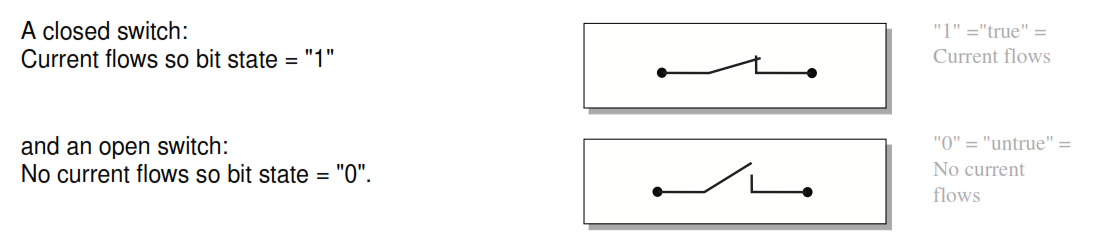 A closed switch:
Current flows so bit state = "1"
"1" ="true" =
Current flows
and an open switch:
No current flows so bit state = "0".
"0" = "untrue" =
No current
flows